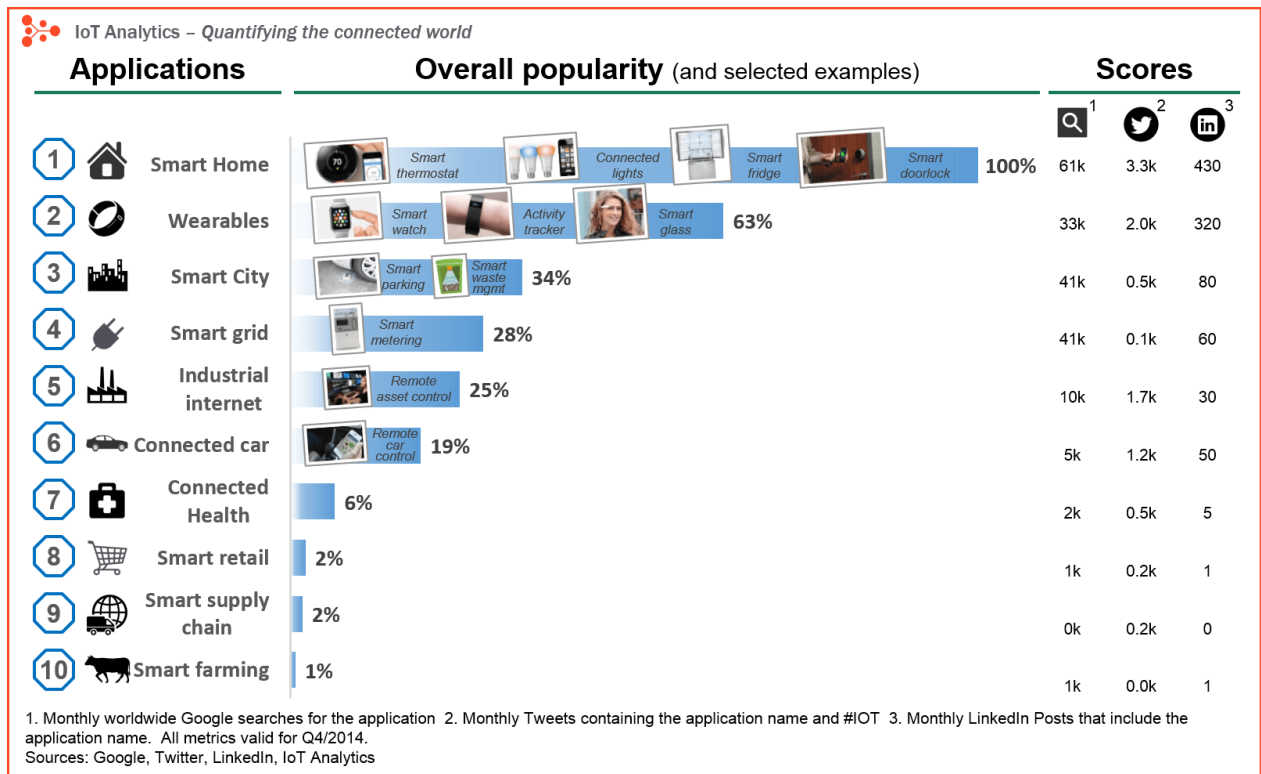 IoT Analytics – Quantifying the connected world
Applications
Overall popularity (and selected examples)
Scores
1 2 3
in
1 Smart Home
70
Smart thermostat
Connected lights
Smart fridge
Smart doorlock
100% 61k 3.3k 430
2 Wearables
Smart watch
Activity tracker
Smart glass
63% 33k 2.0k 320
3 Smart City
Smart parking
Smart waste mgmt
34% 41k 0.5k 80
4 Smart grid
Smart metering
28% 41k 0.1k 60
5 Industrial internet
Remote asset control
25% 10k 1.7k 30
6 Connected car
Remote car control
19% 5k 1.2k 50
7 Connected Health
6% 2k 0.5k 5
8 Smart retail
2% 1k 0.2k 1
9 Smart supply chain
2% 0k 0.2k 0
10 Smart farming
1% 1k 0.0k 1
1. Monthly worldwide Google searches for the application 2. Monthly Tweets containing the application name and #IOT 3. Monthly LinkedIn Posts that include the
application name. All metrics valid for Q4/2014.
Sources: Google, Twitter, LinkedIn, IoT Analytics